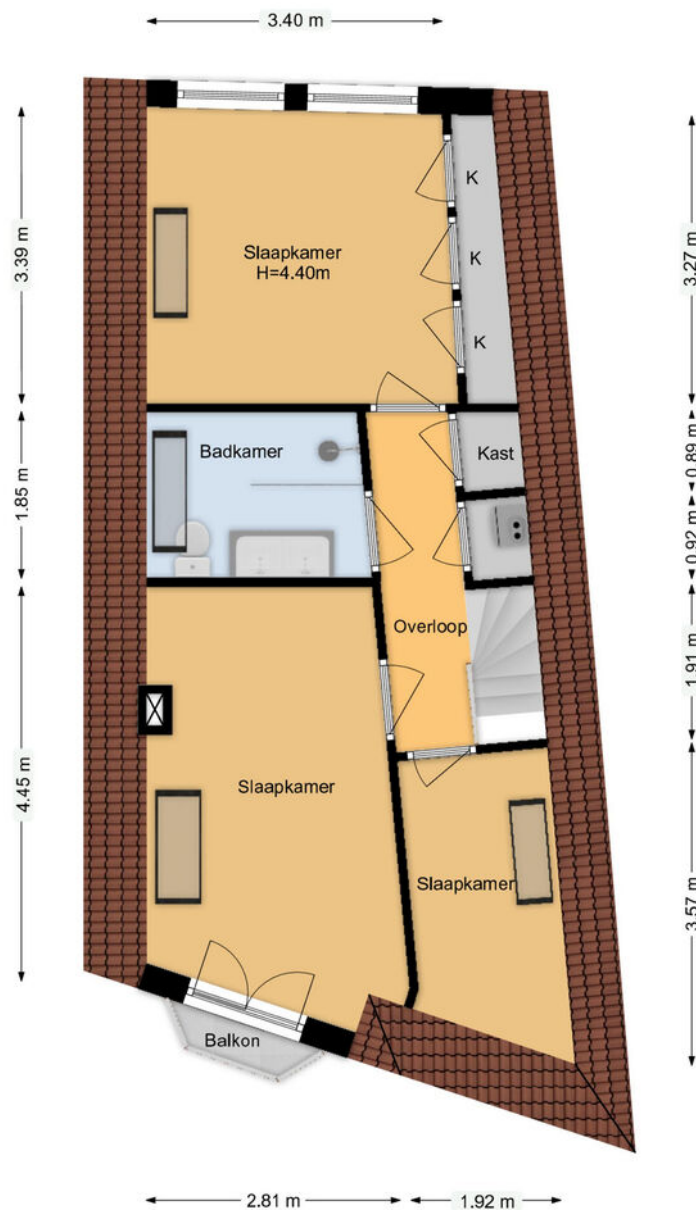 3.40 m
3.39 m
3.27 m
K
Slaapkamer
H=4.40m
K
K
Badkamer
Kast
1.85 m
0.89 m
0.92 m
Overloop
1.91 m
Slaapkamer
4.45 m
Slaapkamer
3.57 m
Balkon
2.81 m
1.92 m